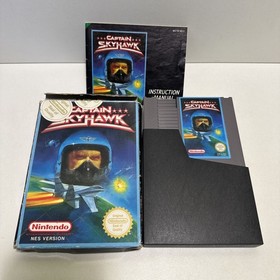 CAPTAIN
SKYHAWK
INSTRUCTION
MANUAL
CAPTAIN
SKYHAWK
Nintendo
NES VERSION
CAPTAIN
SKYHAWK